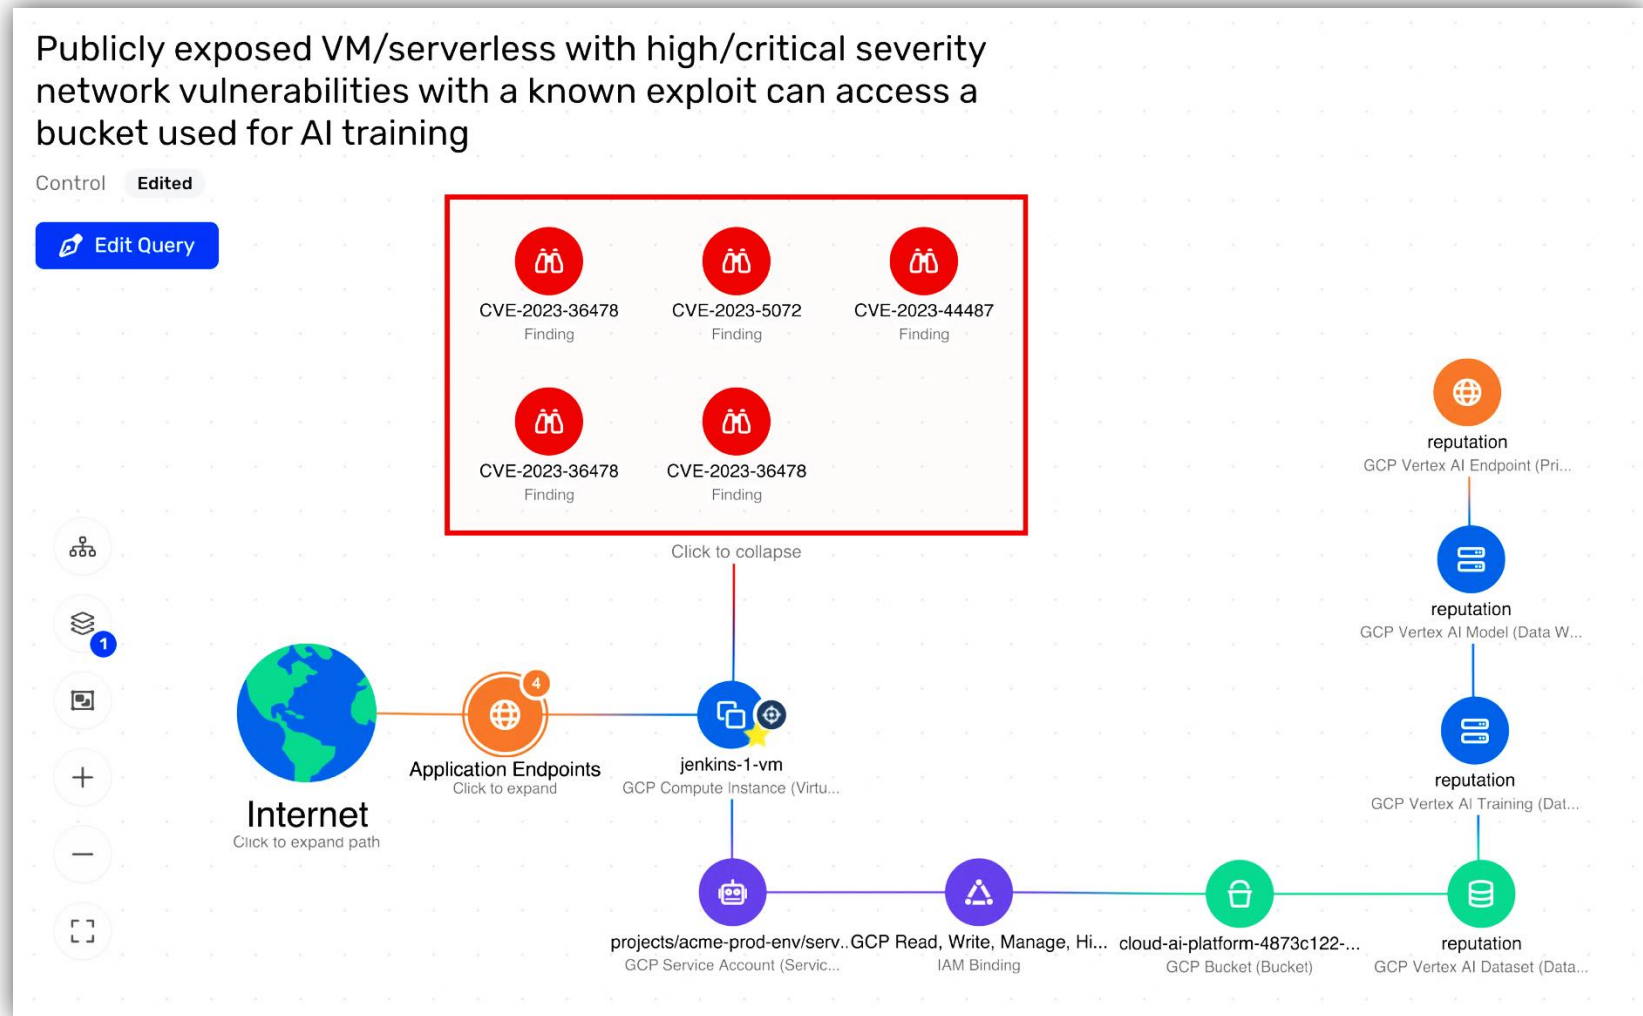 Publicly exposed VM/serverless with high/critical severity
network vulnerabilities with a known exploit can access a
bucket used for AI training
Control Edited
Edit Query
CVE-2023-36478
Finding
CVE-2023-5072
Finding
CVE-2023-44487
Finding
CVE-2023-36478
Finding
CVE-2023-36478
Finding
Click to collapse
reputation
GCP Vertex AI Endpoint (Pri...
reputation
GCP Vertex AI Model (Data W...
1
4
Internet
Click to expand path
Application Endpoints
Click to expand
jenkins-1-vm
GCP Compute Instance (Virtu...
reputation
GCP Vertex AI Training (Dat...
projects/acme-prod-env/serv..
GCP Service Account (Servic...
GCP Read, Write, Manage, Hi...
IAM Binding
cloud-ai-platform-4873c122-...
GCP Bucket (Bucket)
reputation
GCP Vertex AI Dataset (Data...